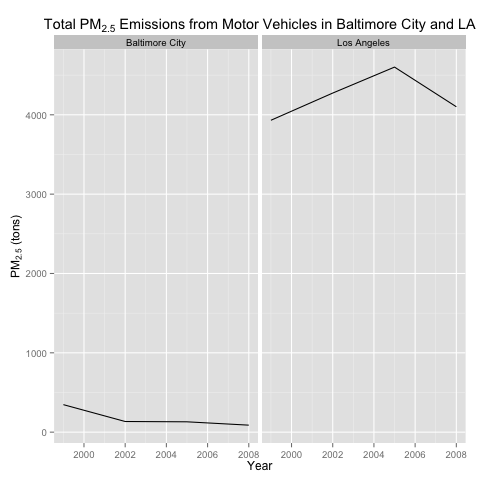 Total PM2.5 Emissions from Motor Vehicles in Baltimore City and LA
Baltimore City
Los Angeles
PM2.5 (tons)
4000
3000
2000
1000
0
2000 2002 2004 2006 2008
2000 2002 2004 2006 2008
Year